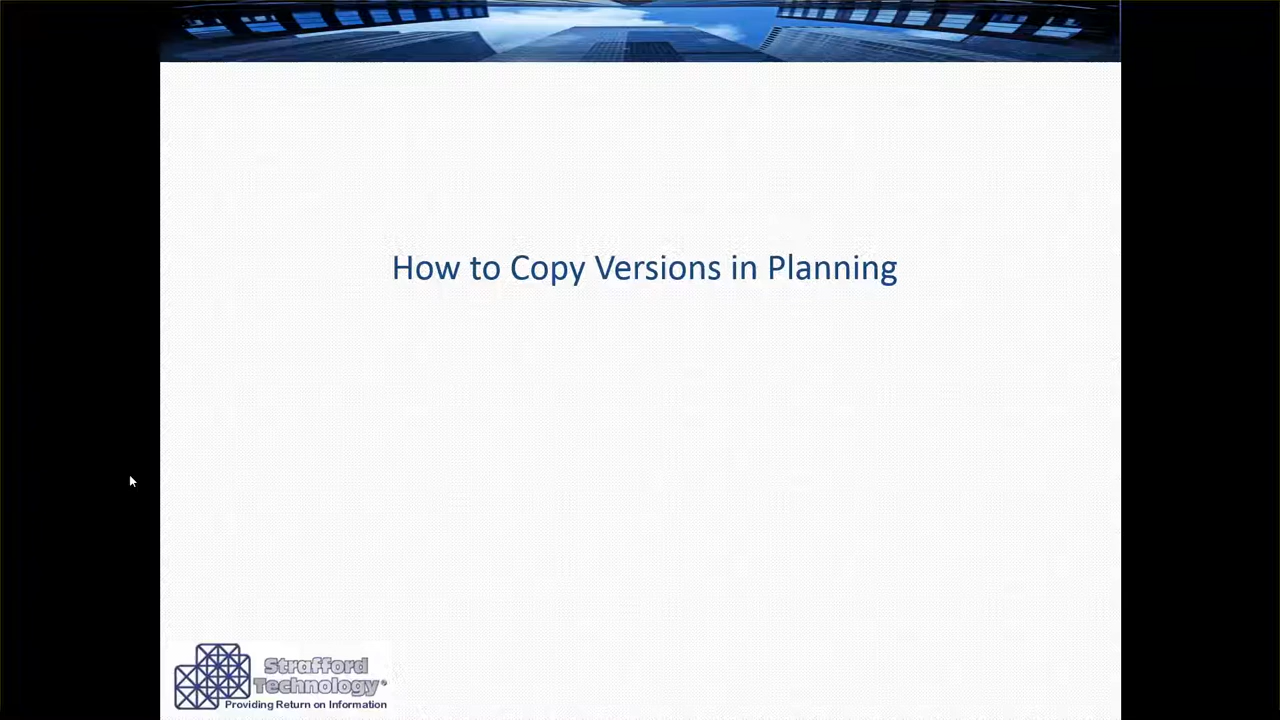 How to Copy Versions in Planning
Strafford
Technology
Providing Return on Information